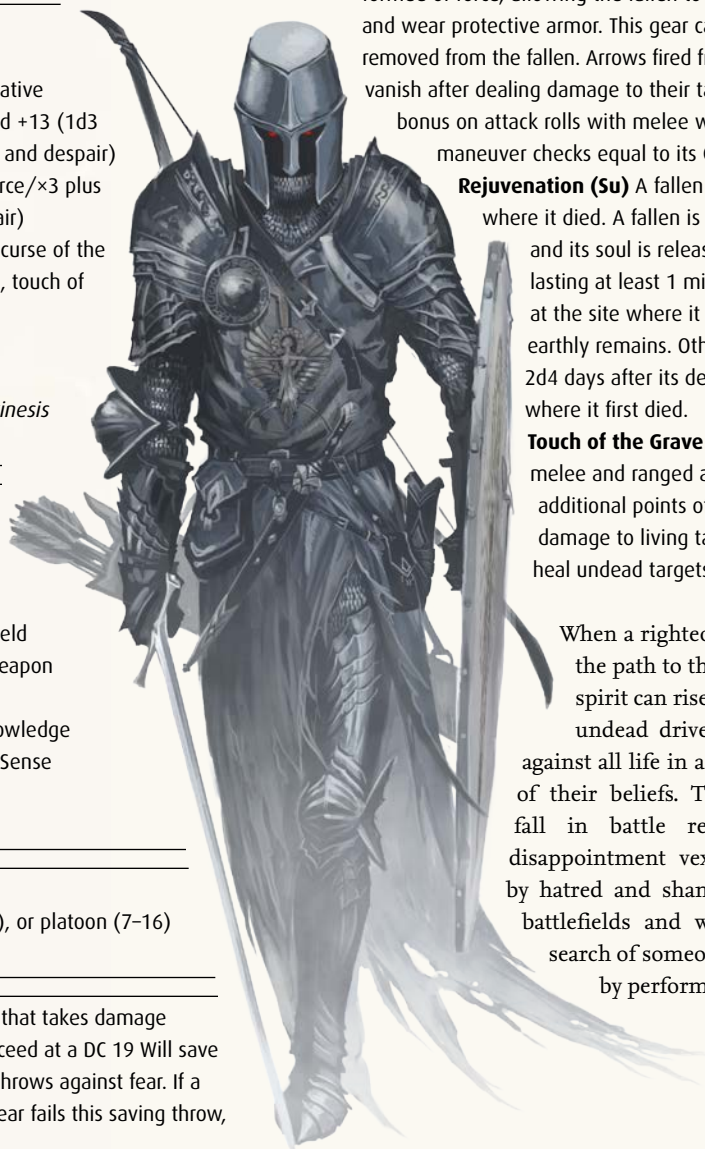 ative
d +13 (1d3
and despair)
rce/×3 plus
air)
curse of the
, touch of
inesis
eld
eapon
owledge
Sense
), or platoon (7–16)
that takes damage
ceed at a DC 19 Will save
hrows against fear. If a
ear fails this saving throw,
and wear protective armor. This gear ca
removed from the fallen. Arrows fired fr
vanish after dealing damage to their ta
bonus on attack rolls with melee w
maneuver checks equal to its
Rejuvenation (Su) A fallen
where it died. A fallen is
and its soul is releas
lasting at least 1 mi
at the site where it
earthly remains. Oth
2d4 days after its de
where it first died.
Touch of the Grave
melee and ranged a
additional points of
damage to living ta
heal undead targets
When a righteo
the path to th
spirit can rise
undead drive
against all life in a
of their beliefs. T
fall in battle re
disappointment vex
by hatred and shan
battlefields and w
search of someo
by perform